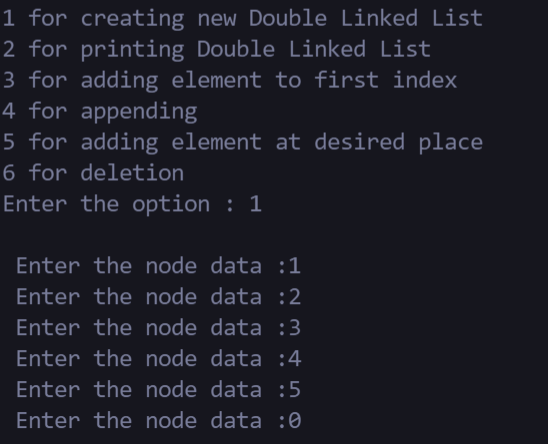 1 for creating new Double Linked List
2 for printing Double Linked List
3 for adding element to first index
4 for appending
5 for adding element at desired place
6 for deletion
Enter the option : 1
Enter the node data :1
Enter the node data :2
Enter the node data :3
Enter the node data :4
Enter the node data :5
Enter the node data :0